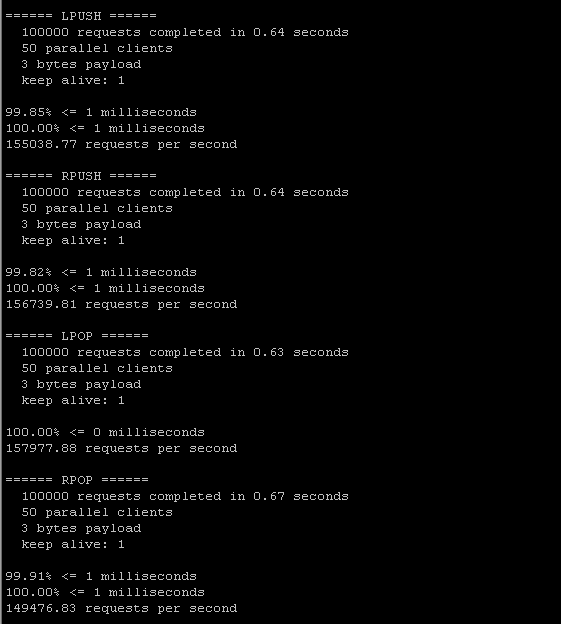 ====== LPUSH ======
  100000 requests completed in 0.64 seconds
  50 parallel clients
  3 bytes payload
  keep alive: 1

99.85% <= 1 milliseconds
100.00% <= 1 milliseconds
155038.77 requests per second

====== RPUSH ======
  100000 requests completed in 0.64 seconds
  50 parallel clients
  3 bytes payload
  keep alive: 1

99.82% <= 1 milliseconds
100.00% <= 1 milliseconds
156739.81 requests per second

====== LPOP ======
  100000 requests completed in 0.63 seconds
  50 parallel clients
  3 bytes payload
  keep alive: 1

100.00% <= 0 milliseconds
157977.88 requests per second

====== RPOP ======
  100000 requests completed in 0.67 seconds
  50 parallel clients
  3 bytes payload
  keep alive: 1

99.91% <= 1 milliseconds
100.00% <= 1 milliseconds
149476.83 requests per second